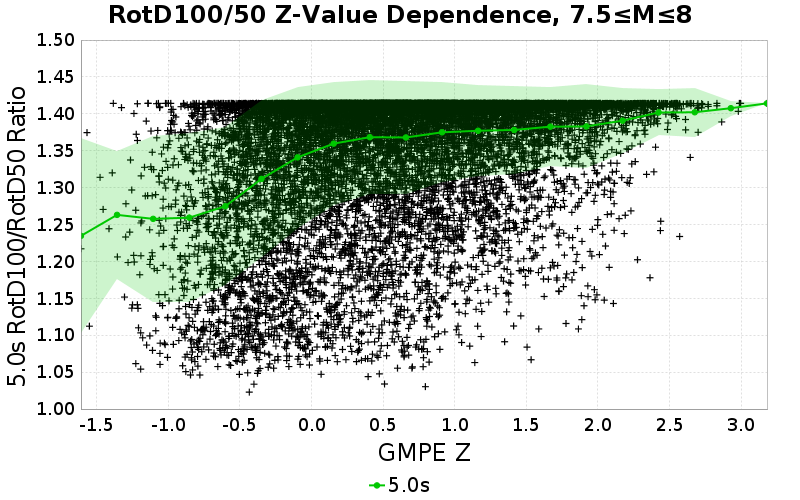 RotD100/50 Z-Value Dependence, 7.5≤M≤8
5.0s RotD100/RotD50 Ratio
1.50
1.45
1.40
1.35
1.30
1.25
1.20
1.15
1.10
1.05
1.00
-1.5 -1.0 -0.5 0.0 0.5 1.0 1.5 2.0 2.5 3.0
GMPE Z
5.0s